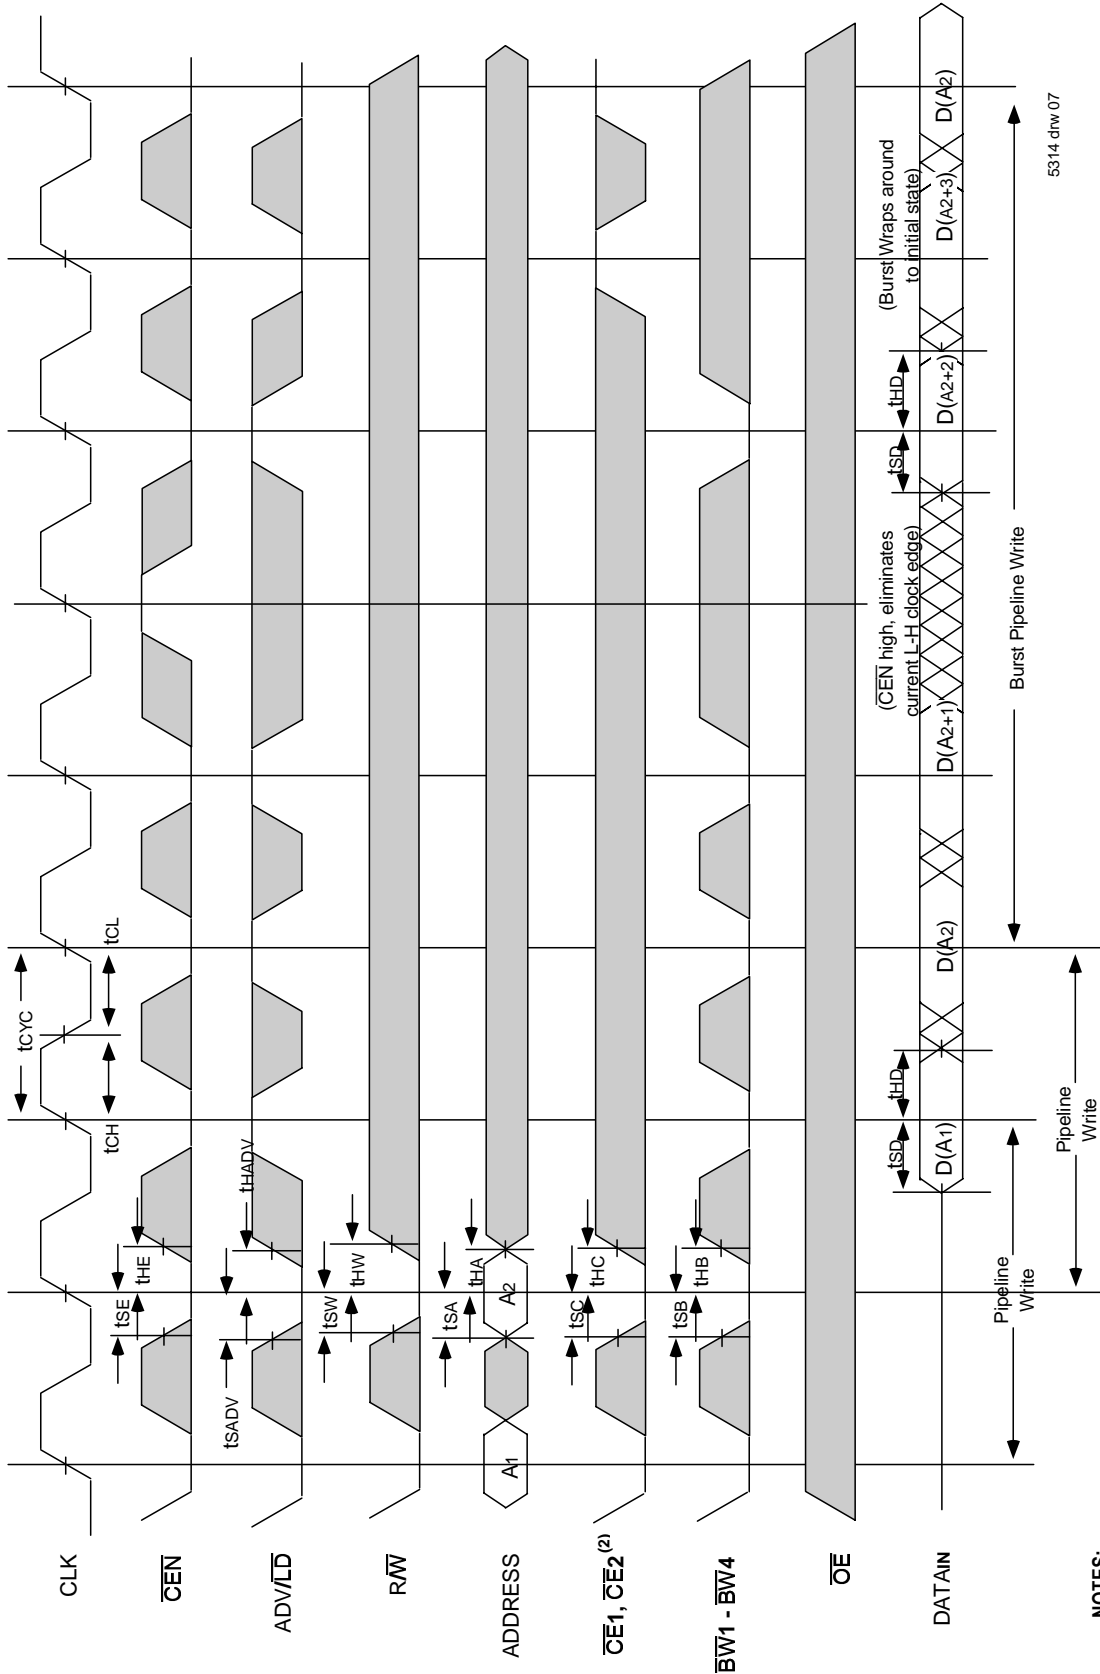 CLK
tCYC
tCH
tCL
CEN
tSE
tHE
ADV/LD
tSADV
tHADV
R/W
tSW
tHW
ADDRESS
A1
A2
tSA
tHA
CE1, CE2(2)
tSC
tHC
BW1 - BW4
tSB
tHB
OE
(CEN high, eliminates
current L-H clock edge)
(Burst Wraps around
to initial state)
tSD
tHD
tSD
tHD
DATAIN
D(A1)
D(A2)
D(A2+1)
D(A2+2)
D(A2+3)
D(A2)
Pipeline
Write
Burst Pipeline Write
Pipeline
Write
5314 drw 07
NOTES: